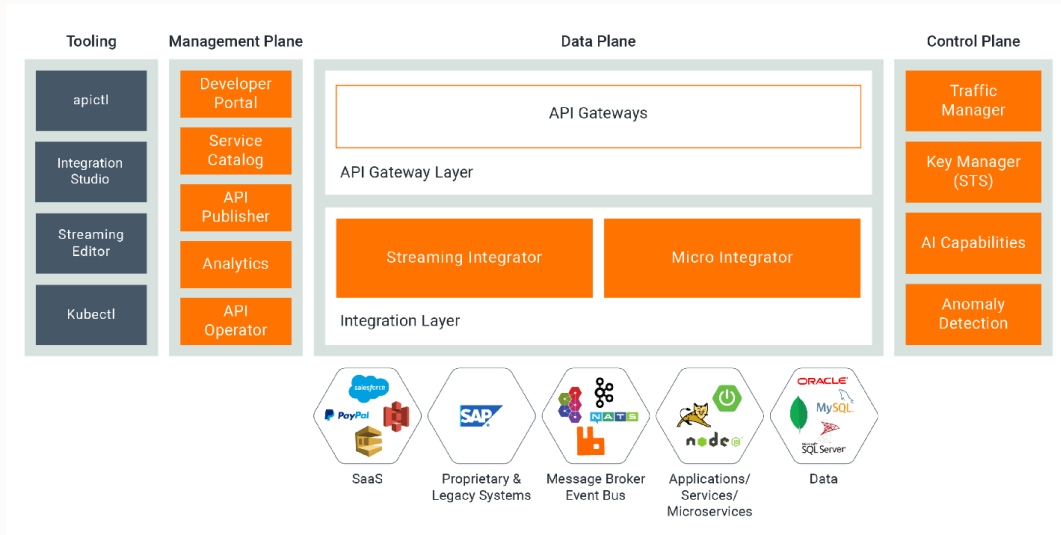 Tooling
Management Plane
Data Plane
Control Plane
apictl
Integration
Studio
Streaming
Editor
Kubectl
Developer
Portal
Service
Catalog
API
Publisher
Analytics
API
Operator
API Gateways
API Gateway Layer
Streaming Integrator
Micro Integrator
Integration Layer
Traffic
Manager
Key Manager
(STS)
AI Capabilities
Anomaly
Detection
salesforce
PayPal
SaaS
SAP
Proprietary &
Legacy Systems
NATS
Message Broker
Event Bus
node
Applications/
Services/
Microservices
ORACLE
MySQL
Microsoft
SQL Server
Data